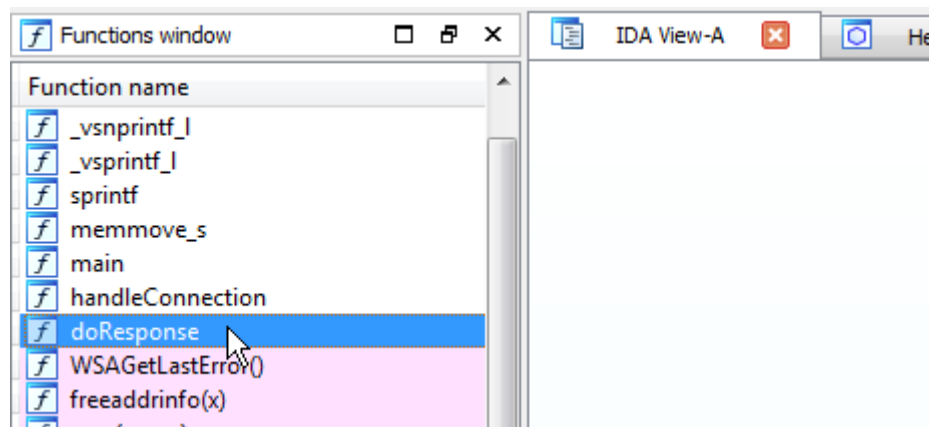 Functions window
IDA View-A
He
Function name
f _vsnprintf_l
f _vsprintf_l
f sprintf
f memmove_s
f main
f handleConnection
f doResponse
f WSAGetLastError()
f freeaddrinfo(x)